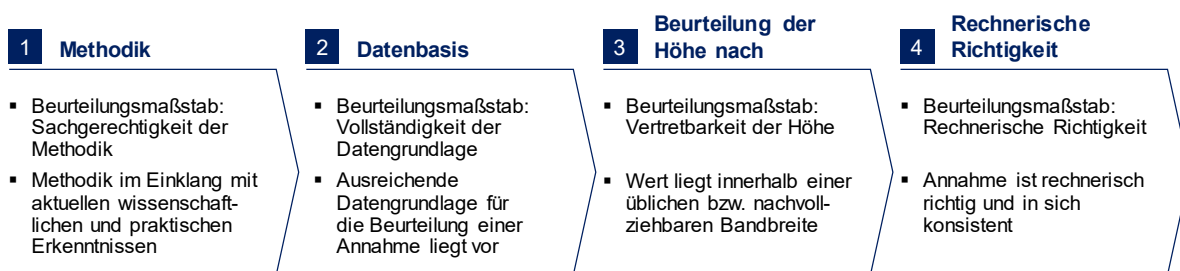 1 Methodik
▪ Beurteilungsmaßstab:
Sachgerechtigkeit der
Methodik
▪ Methodik im Einklang mit
aktuellen wissenschaft-
lichen und praktischen
Erkenntnissen
2 Datenbasis
▪ Beurteilungsmaßstab:
Vollständigkeit der
Datengrundlage
▪ Ausreichende
Datengrundlage für
die Beurteilung einer
Annahme liegt vor
3 Beurteilung der
Höhe nach
▪ Beurteilungsmaßstab:
Vertretbarkeit der Höhe
▪ Wert liegt innerhalb einer
üblichen bzw. nachvoll-
ziehbaren Bandbreite
4 Rechnerische
Richtigkeit
▪ Beurteilungsmaßstab:
Rechnerische Richtigkeit
▪ Annahme ist rechnerisch
richtig und in sich
konsistent